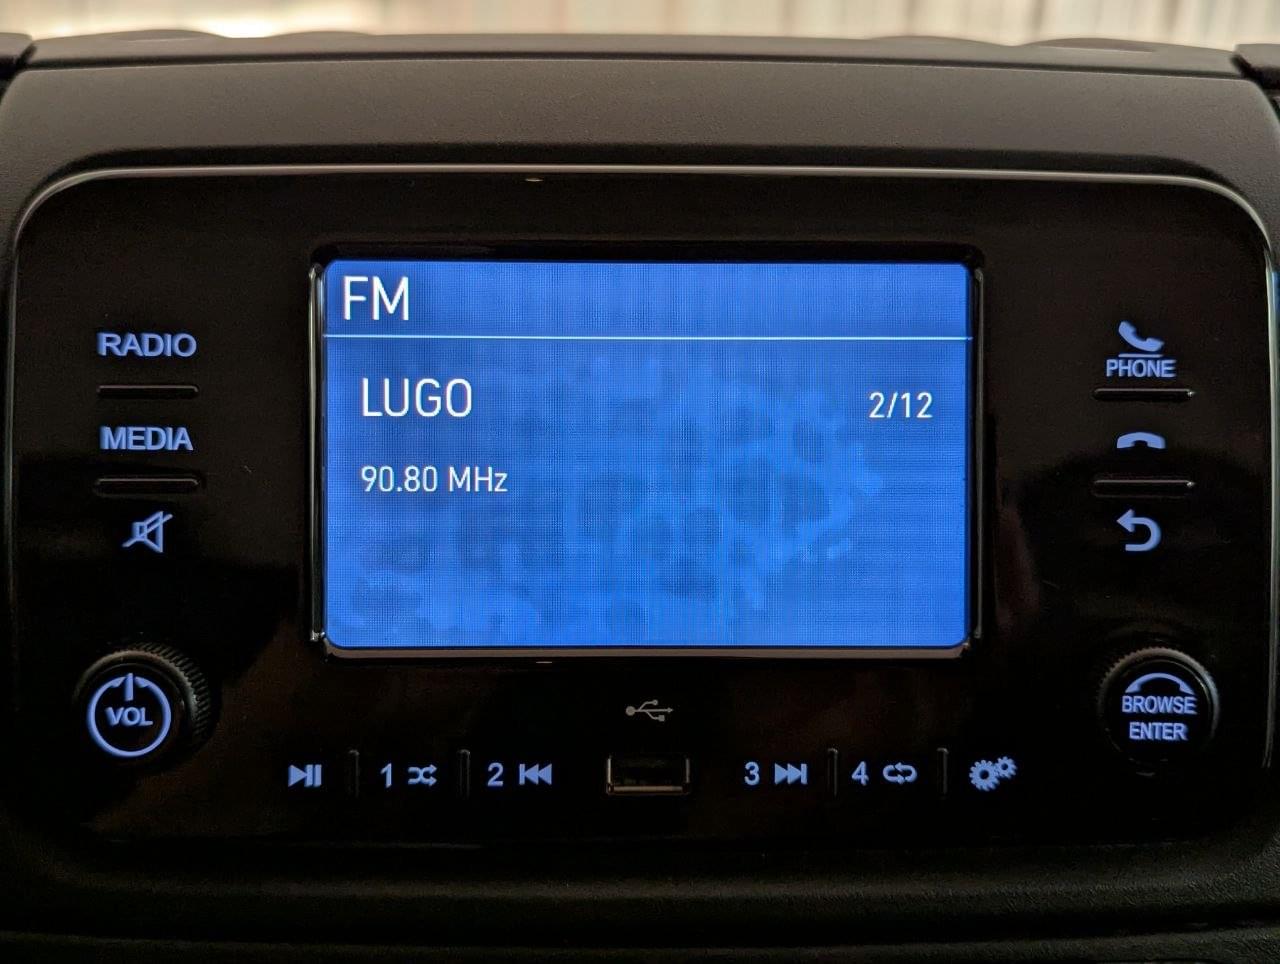 FM
LUGO
2/12
90.80 MHz
RADIO
MEDIA
VOL
PHONE
BROWSE
ENTER
1
2
3
4